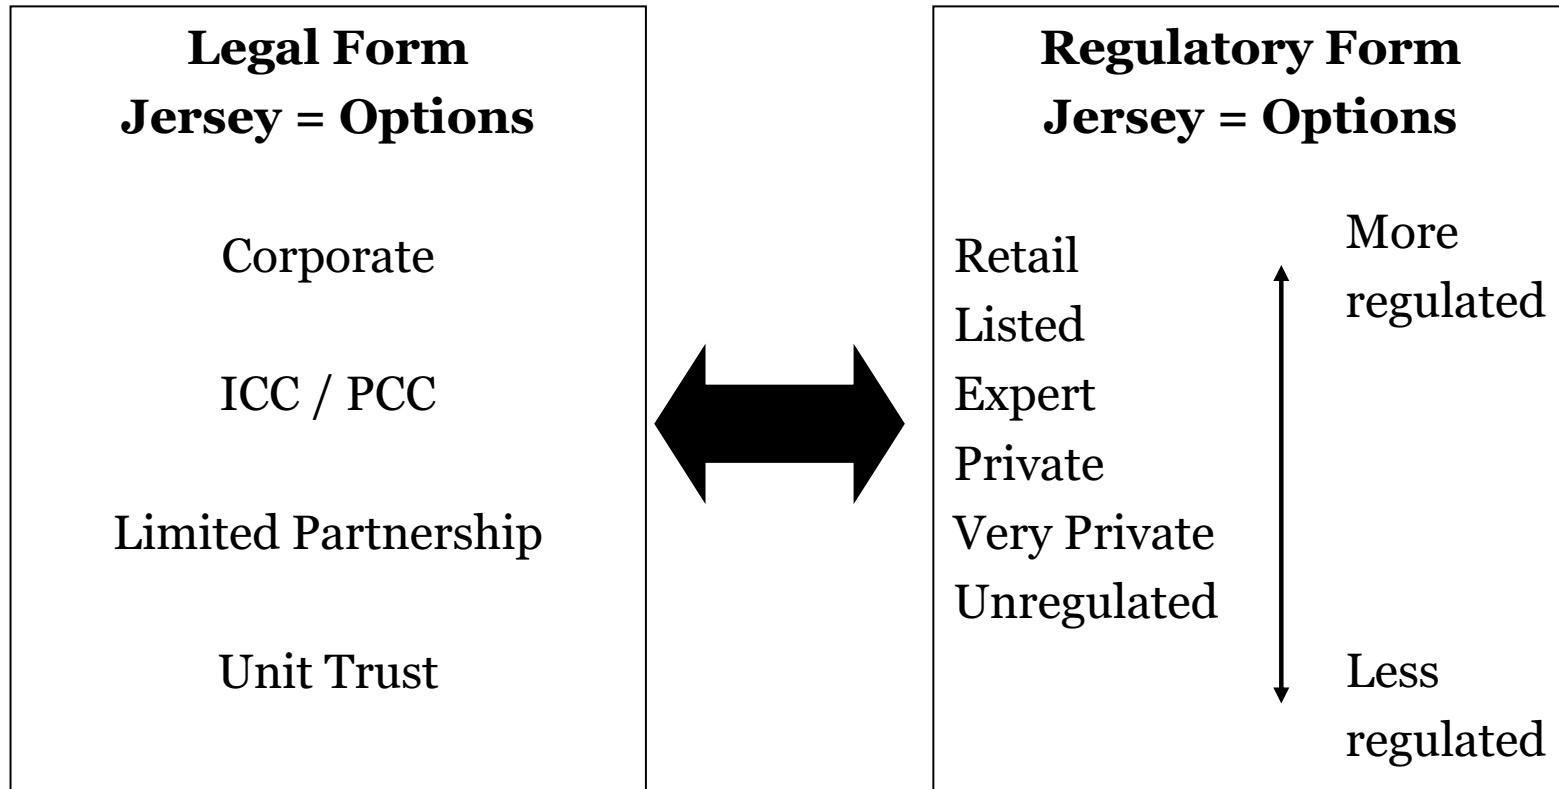 Legal Form
Jersey = Options
Corporate
ICC / PCC
Limited Partnership
Unit Trust
Regulatory Form
Jersey = Options
Retail
Listed
Expert
Private
Very Private
Unregulated
More
regulated
Less
regulated